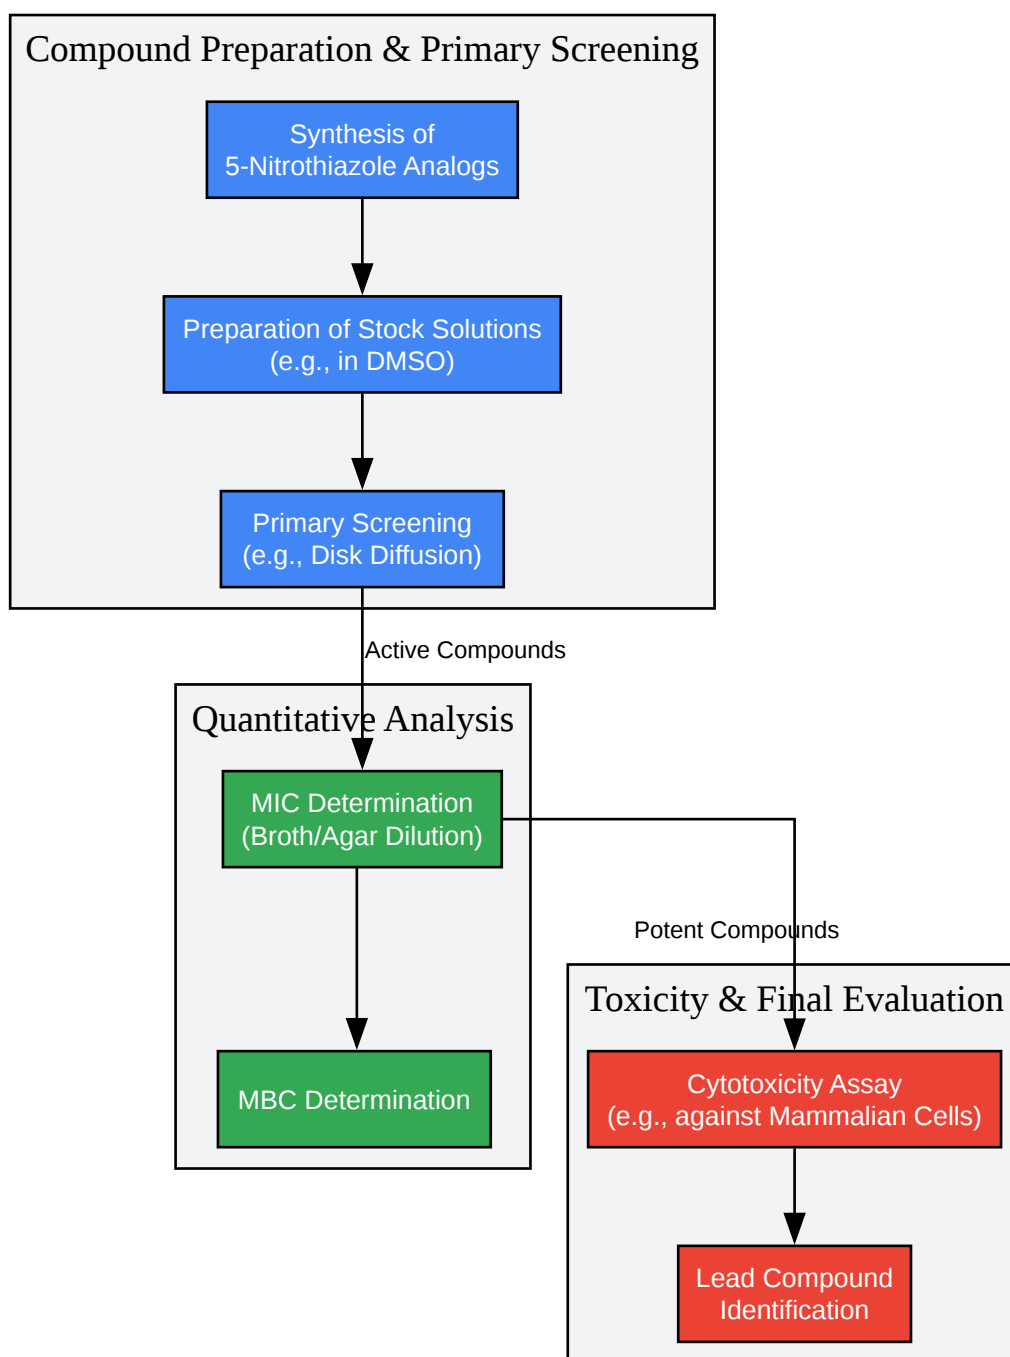 Compound Preparation & Primary Screening
Synthesis of
5-Nitrothiazole Analogs
Preparation of Stock Solutions
(e.g., in DMSO)
Primary Screening
(e.g., Disk Diffusion)
Active Compounds
Quantitative Analysis
MIC Determination
(Broth/Agar Dilution)
Potent Compounds
Toxicity & Final Evaluation
MBC Determination
Cytotoxicity Assay
(e.g., against Mammalian Cells)
Lead Compound
Identification